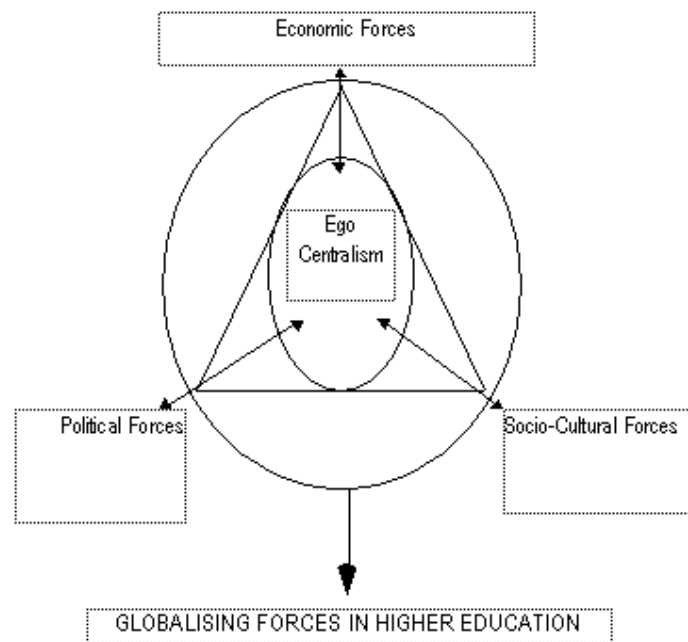 Economic Forces
Ego
Centralism
Political Forces
Socio-Cultural Forces
GLOBALISING FORCES IN HIGHER EDUCATION